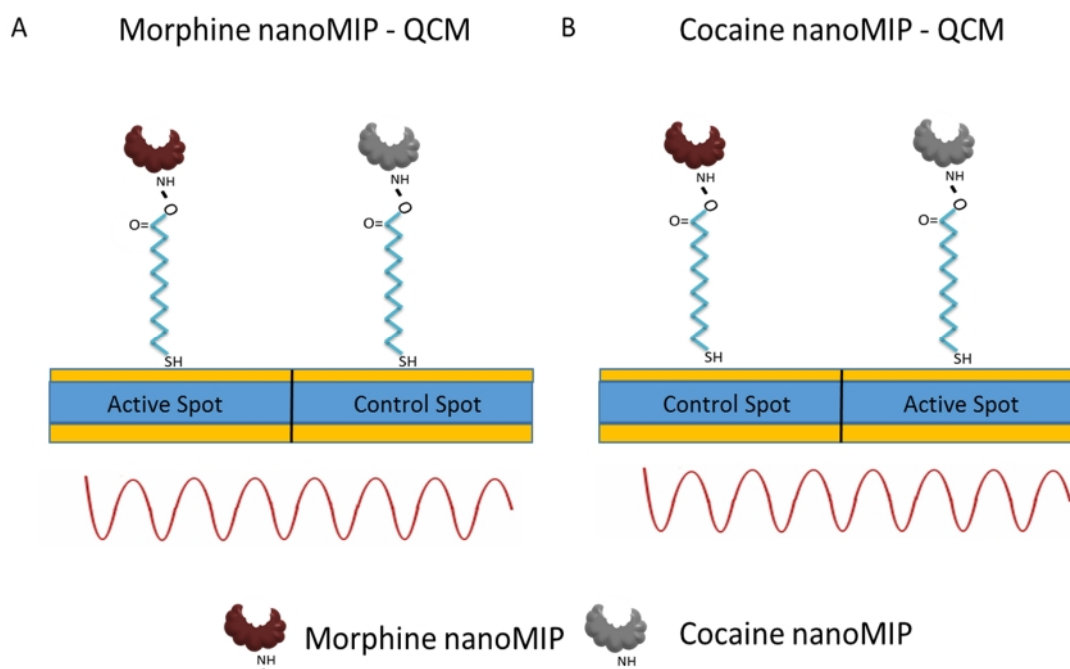 A
Morphine nanoMIP - QCM
B
Cocaine nanoMIP - QCM
NH
NH
NH
NH
O
O
O
O
O=
O=
O=
O=
SH
SH
SH
SH
Active Spot
Control Spot
Control Spot
Active Spot
Morphine nanoMIP
Cocaine nanoMIP
NH
NH